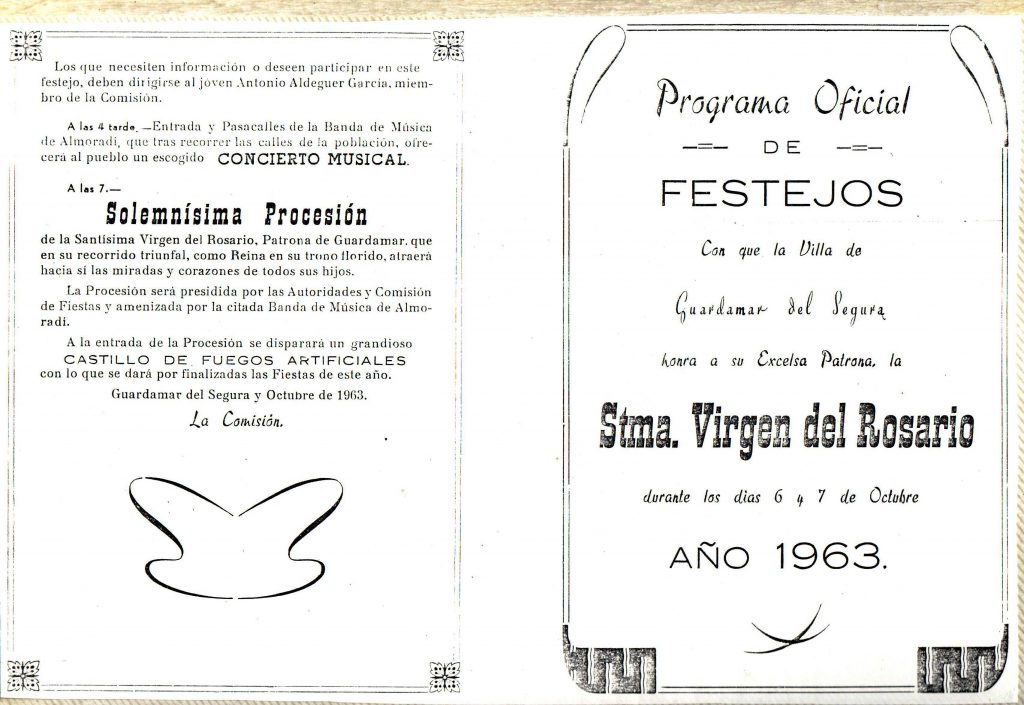 Los que necesiten información o deseen participar en este
festejo, deben dirigirse al jóven Antonio Aldeguer García, miem-
bro de la Comisión.
A las 4 tarde.—Entrada y Pasacalles de la Banda de Música
de Almoradí, que tras recorrer las calles de la población, ofre-
cerá al pueblo un escogido CONCIERTO MUSICAL.
A las 7.—
Solemnísima Procesión
de la Santísima Virgen del Rosario, Patrona de Guardamar, que
en su recorrido triunfal, como Reina en su trono florido, atraerá
hacia sí las miradas y corazones de todos sus hijos.
La Procesión será presidida por las Autoridades y Comisión
de Fiestas y amenizada por la citada Banda de Música de Almo-
radí.
A la entrada de la Procesión se disparará un grandioso
CASTILLO DE FUEGOS ARTIFICIALES
con lo que se dará por finalizadas las Fiestas de este año.
Guardamar del Segura y Octubre de 1963.
La Comisión.
Programa Oficial
DE
FESTEJOS
Con que la Villa de
Guardamar del Segura
honra a su Excelsa Patrona, la
Stma. Virgen del Rosario
durante los dias 6 y 7 de Octubre
AÑO 1963.